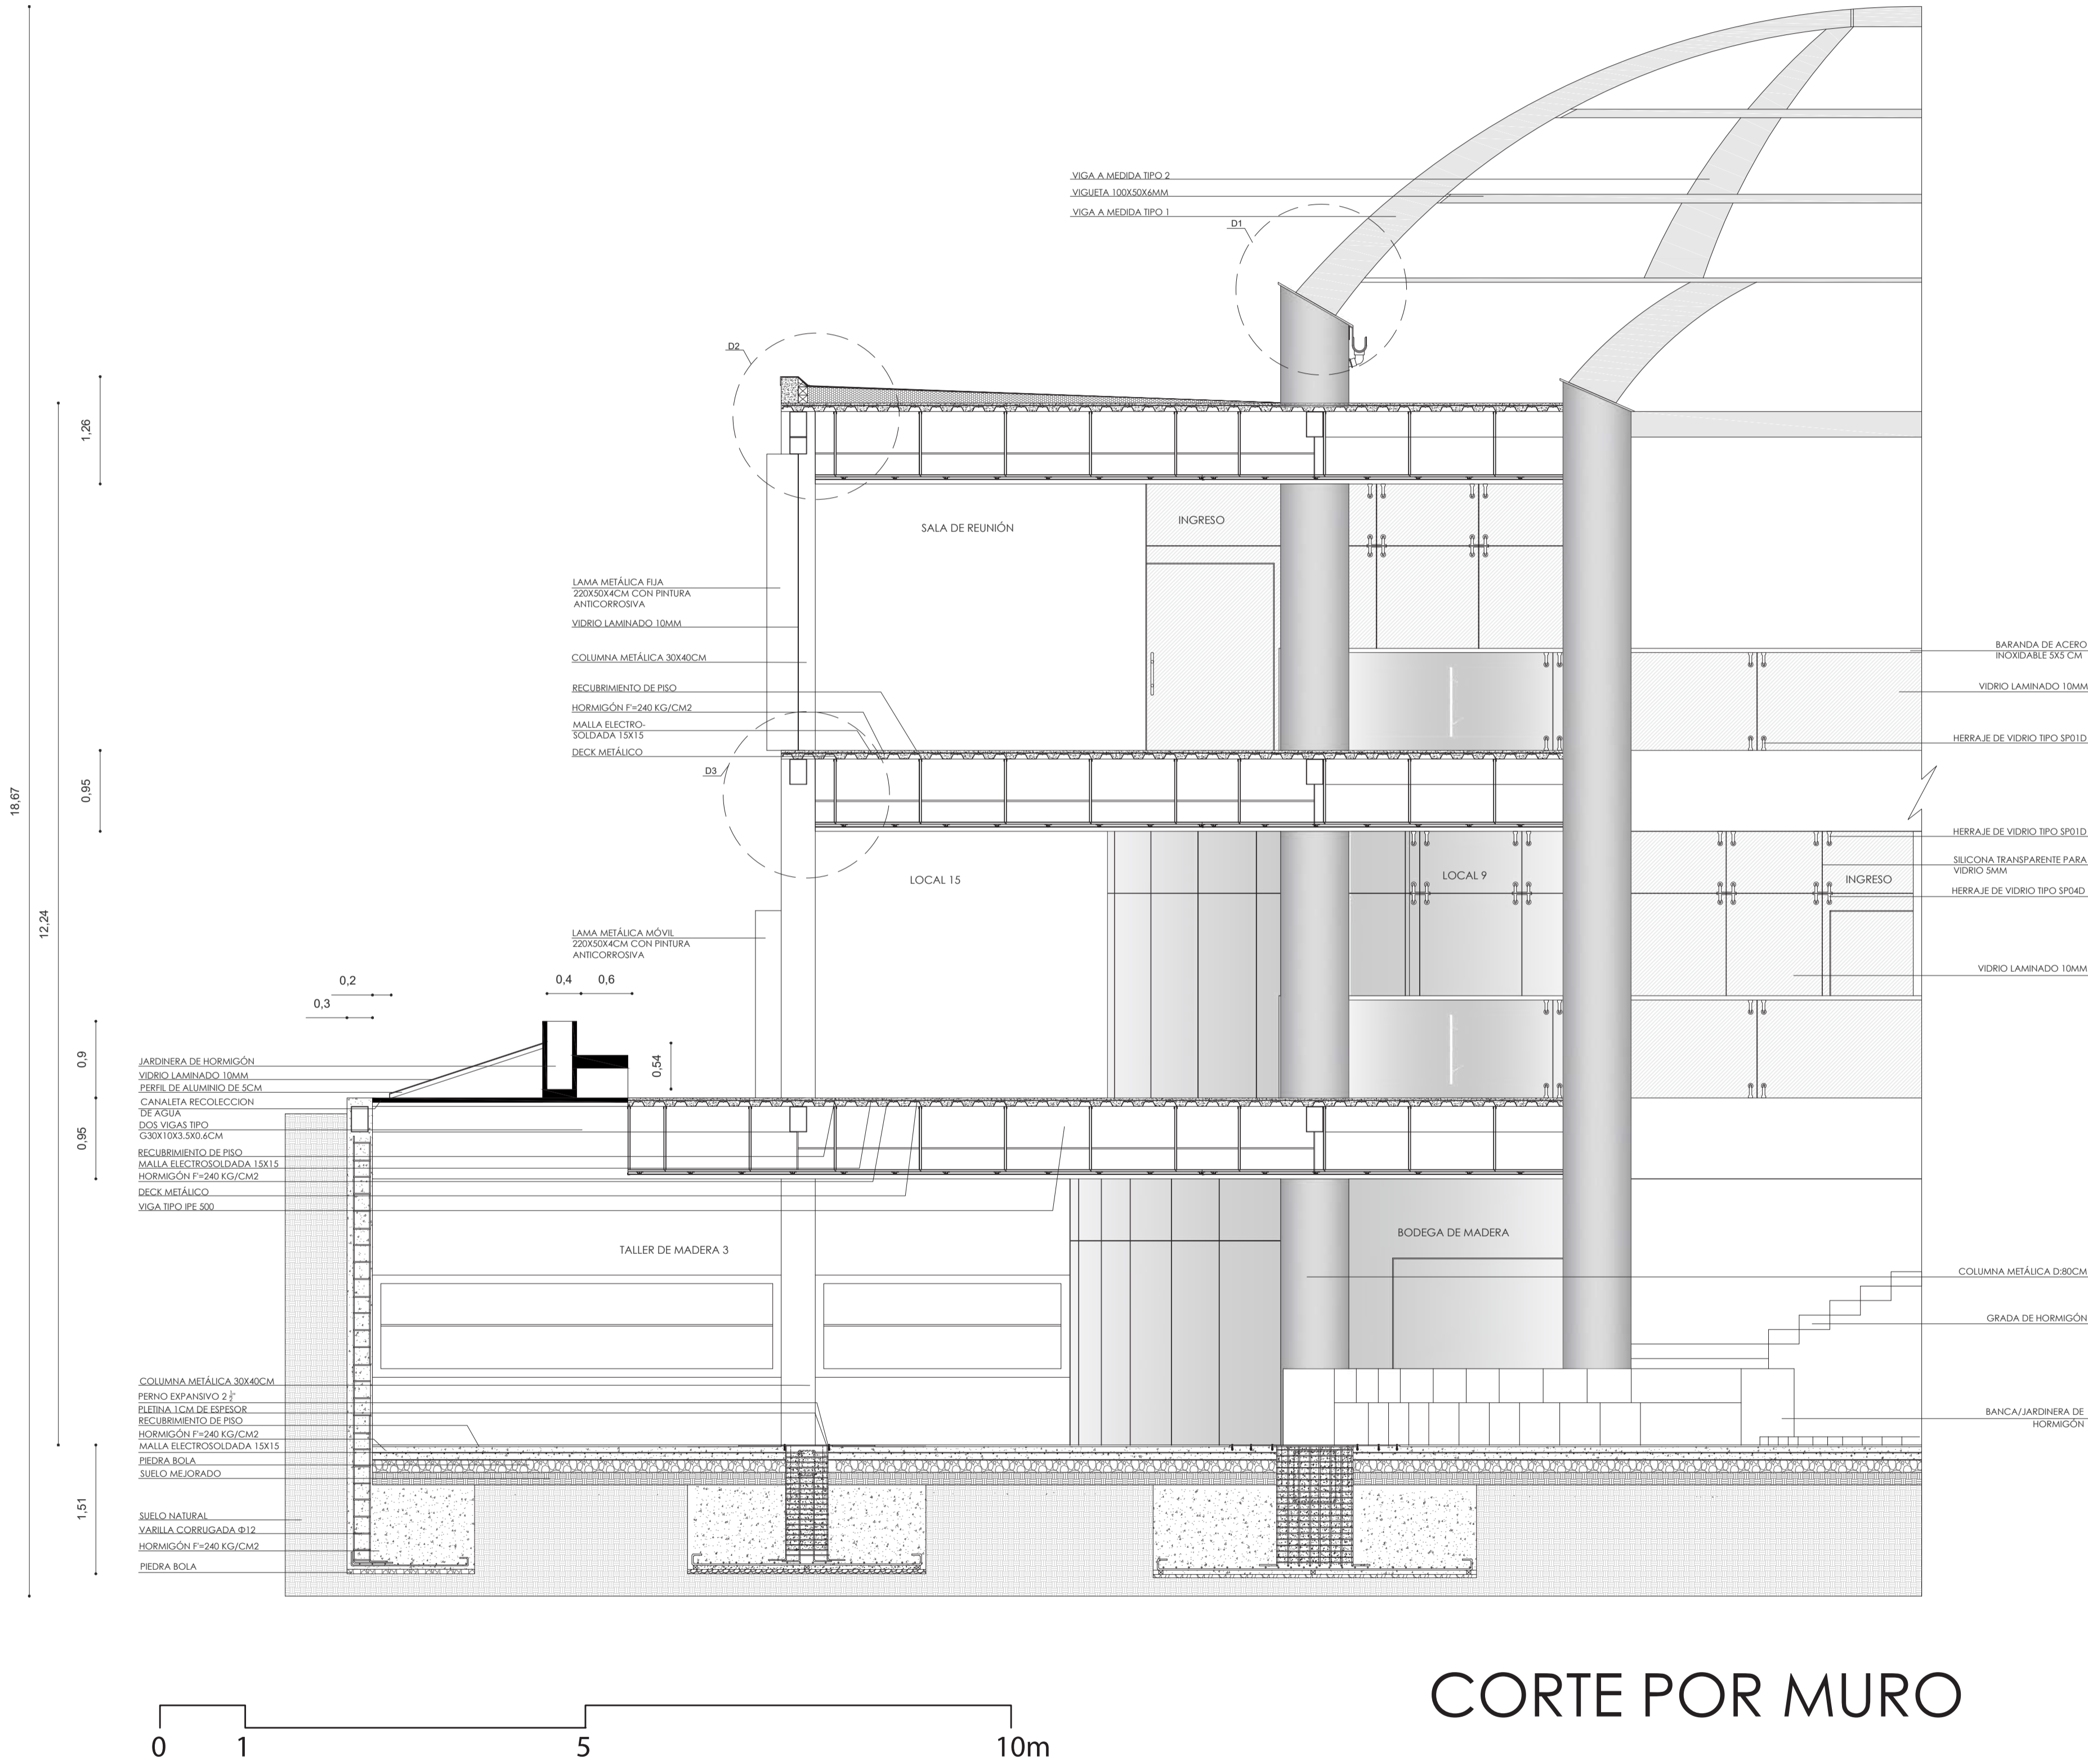 VIGA A MEDIDA TIPO 2
VIGUETA 100X50X6MM
VIGA A MEDIDA TIPO 1
D1
D2
1,26
SALA DE REUNIÓN
INGRESO
LAMA METÁLICA FIJA
220X50X4CM CON PINTURA
ANTICORROSIVA
VIDRIO LAMINADO 10MM
COLUMNA METÁLICA 30X40CM
RECUBRIMIENTO DE PISO
HORMIGÓN F'=240 KG/CM2
MALLA ELECTRO-
SOLDADA 15X15
DECK METÁLICO
D3
BARANDA DE ACERO
INOXIDABLE 5X5 CM
VIDRIO LAMINADO 10MM
HERRAJE DE VIDRIO TIPO SP01D
0,95
18,67
12,24
LOCAL 15
LOCAL 9
INGRESO
HERRAJE DE VIDRIO TIPO SP01D
SILICONA TRANSPARENTE PARA
VIDRIO 5MM
HERRAJE DE VIDRIO TIPO SP04D
VIDRIO LAMINADO 10MM
LAMA METÁLICA MÓVIL
220X50X4CM CON PINTURA
ANTICORROSIVA
0,2
0,3
0,4
0,6
0,54
0,9
0,95
JARDINERA DE HORMIGÓN
VIDRIO LAMINADO 10MM
PERFIL DE ALUMINIO DE 5CM
CANALETA RECOLECCION
DE AGUA
DOS VIGAS TIPO
G30X10X3.5X0.6CM
RECUBRIMIENTO DE PISO
MALLA ELECTROSOLDADA 15X15
HORMIGÓN F'=240 KG/CM2
DECK METÁLICO
VIGA TIPO IPE 500
TALLER DE MADERA 3
BODEGA DE MADERA
COLUMNA METÁLICA D:80CM
GRADA DE HORMIGÓN
BANCA/JARDINERA DE
HORMIGÓN
COLUMNA METÁLICA 30X40CM
PERNO EXPANSIVO 2 ½"
PLETINA 1CM DE ESPESOR
RECUBRIMIENTO DE PISO
HORMIGÓN F'=240 KG/CM2
MALLA ELECTROSOLDADA 15X15
PIEDRA BOLA
SUELO MEJORADO
1,51
SUELO NATURAL
VARILLA CORRUGADA Φ12
HORMIGÓN F'=240 KG/CM2
PIEDRA BOLA
CORTE POR MURO
0 1 5 10m